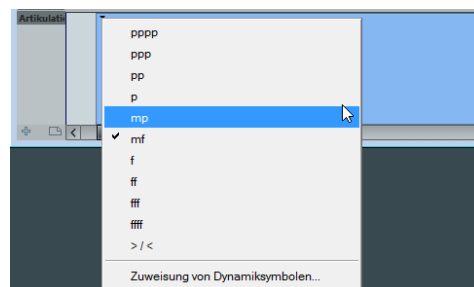 Artikulati
pppp
ppp
pp
p
mp
mf
f
ff
fff
ffff
> / <
Zuweisung von Dynamiksymbolen...